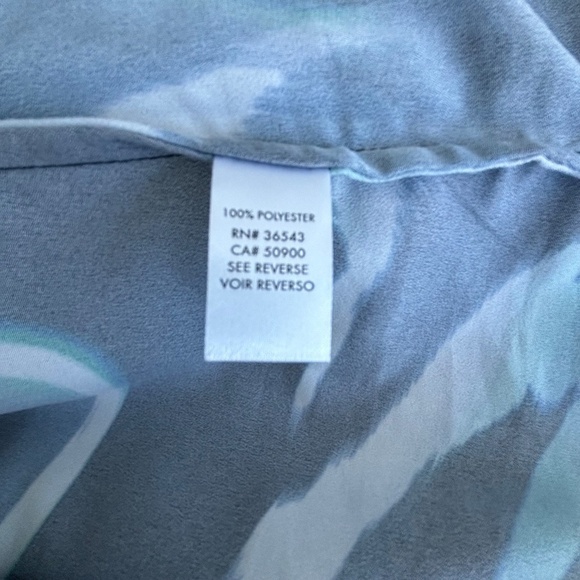 100% POLYESTER
RN# 36543
CA# 50900
SEE REVERSE
VOIR REVERSO